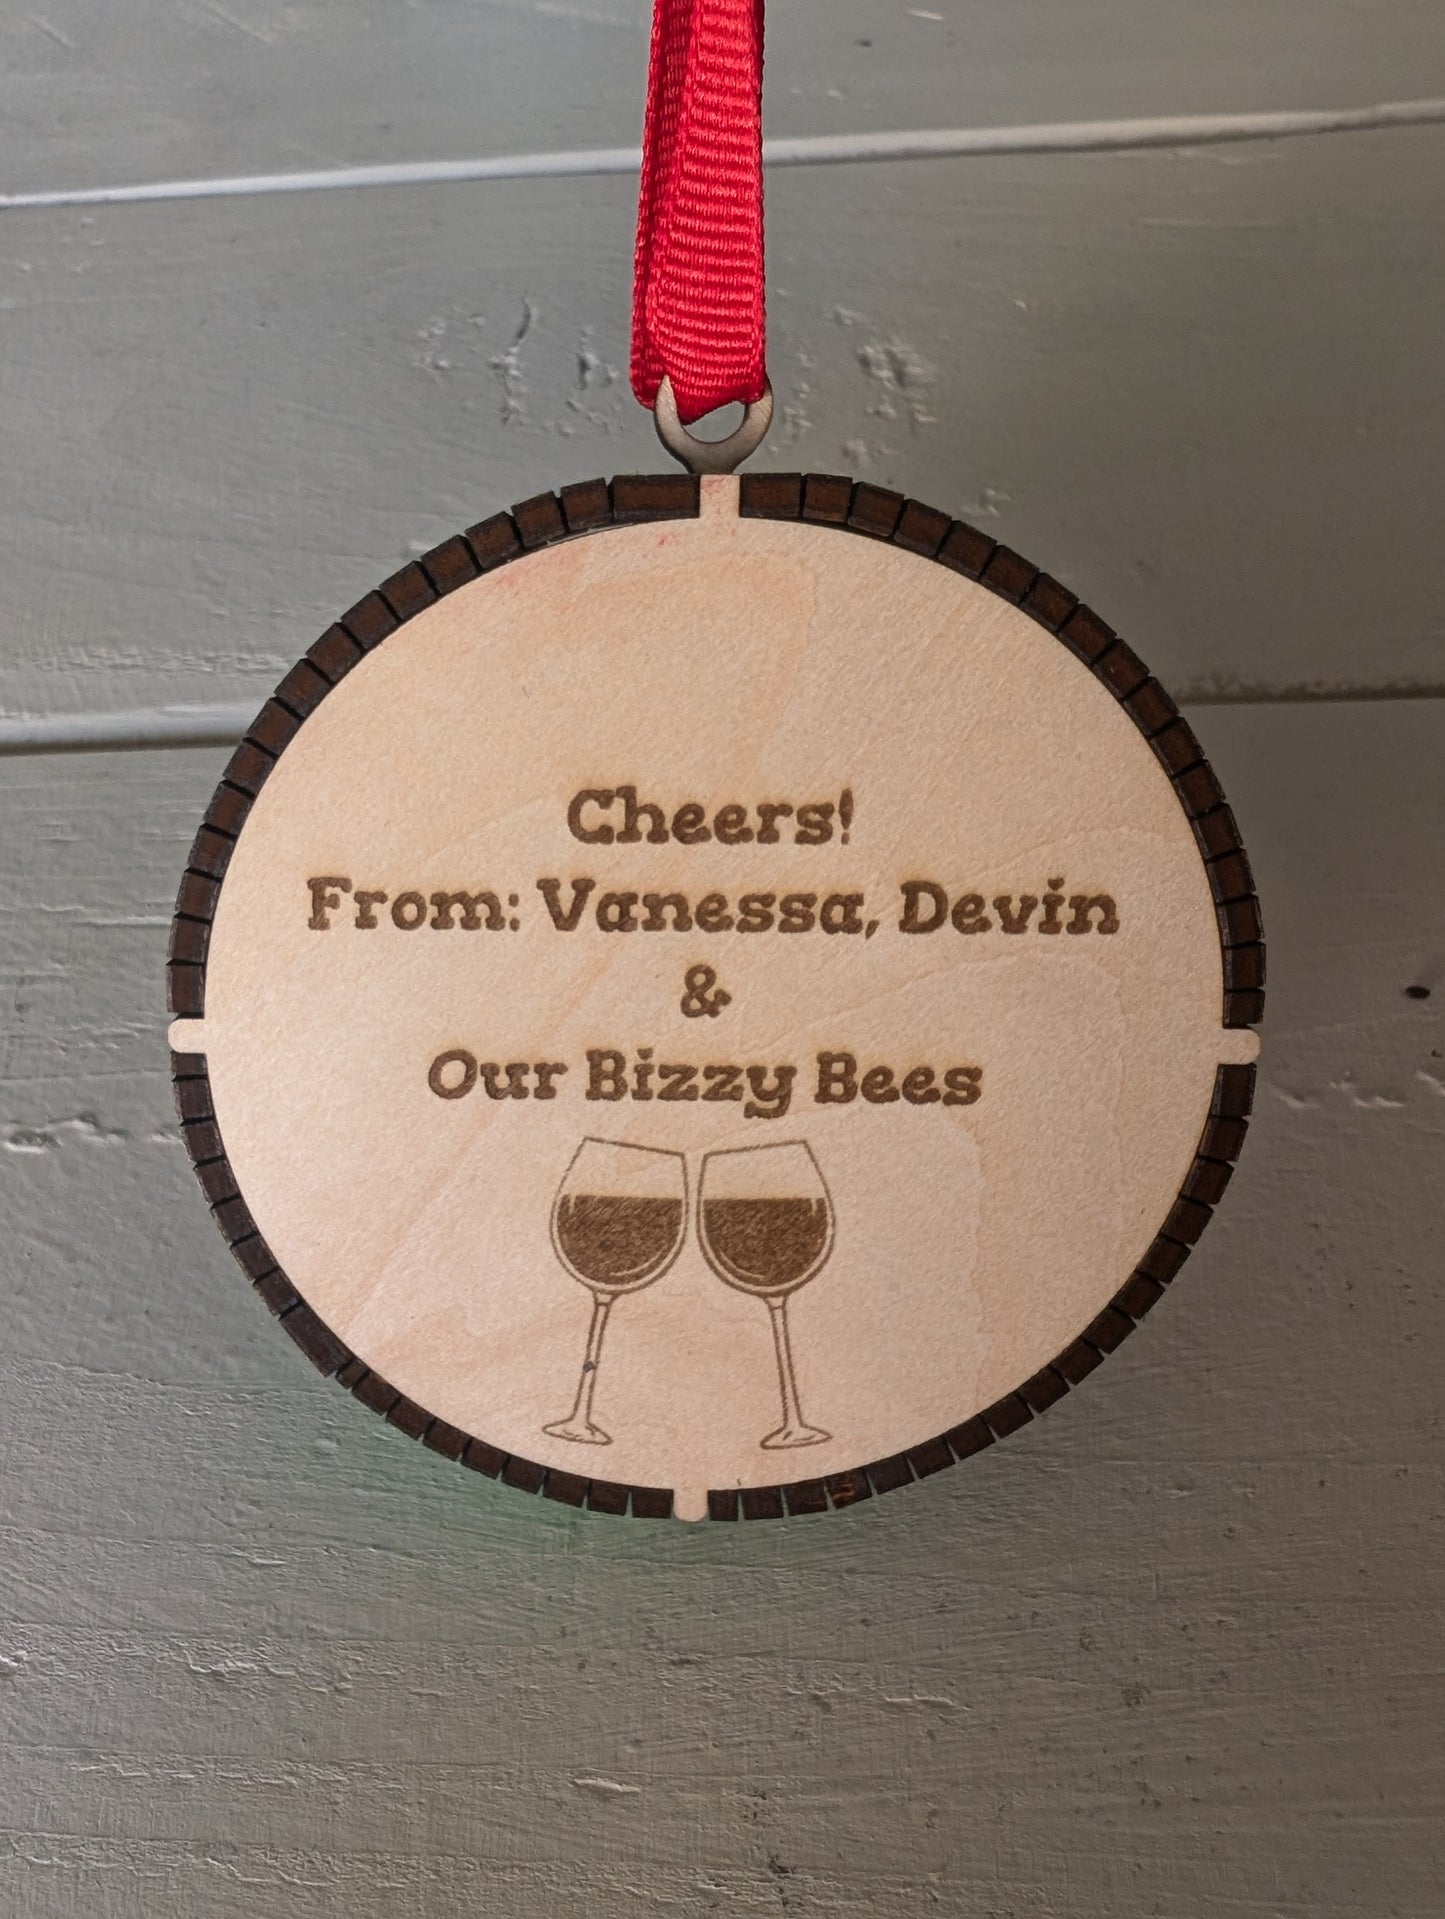 Cheers!
From: Vanessa, Devin
&
Our Bizzy Bees